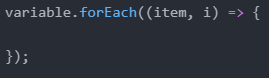 variable.forEach((item, i) => {
});